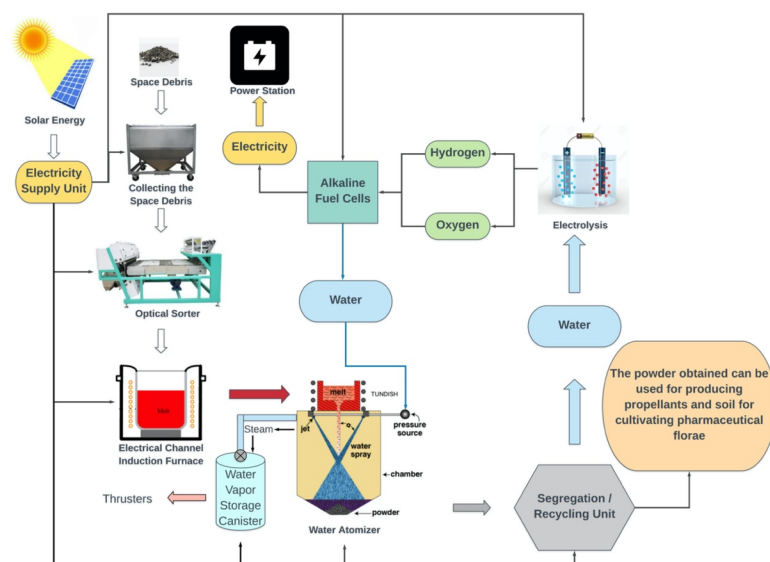 Solar Energy
Space Debris
Power Station
Electricity
Supply Unit
Collecting the
Space Debris
Electricity
Alkaline
Fuel Cells
Hydrogen
Oxygen
Electrolysis
Optical Sorter
Water
Water
The powder obtained can be
used for producing
propellants and soil for
cultivating pharmaceutical
florae
Melt
Electrical Channel
Induction Furnace
melt
TUNDISH
pressure
source
Steam
jet
water
spray
chamber
powder
Water Atomizer
Thrusters
Water
Vapor
Storage
Canister
Segregation /
Recycling Unit